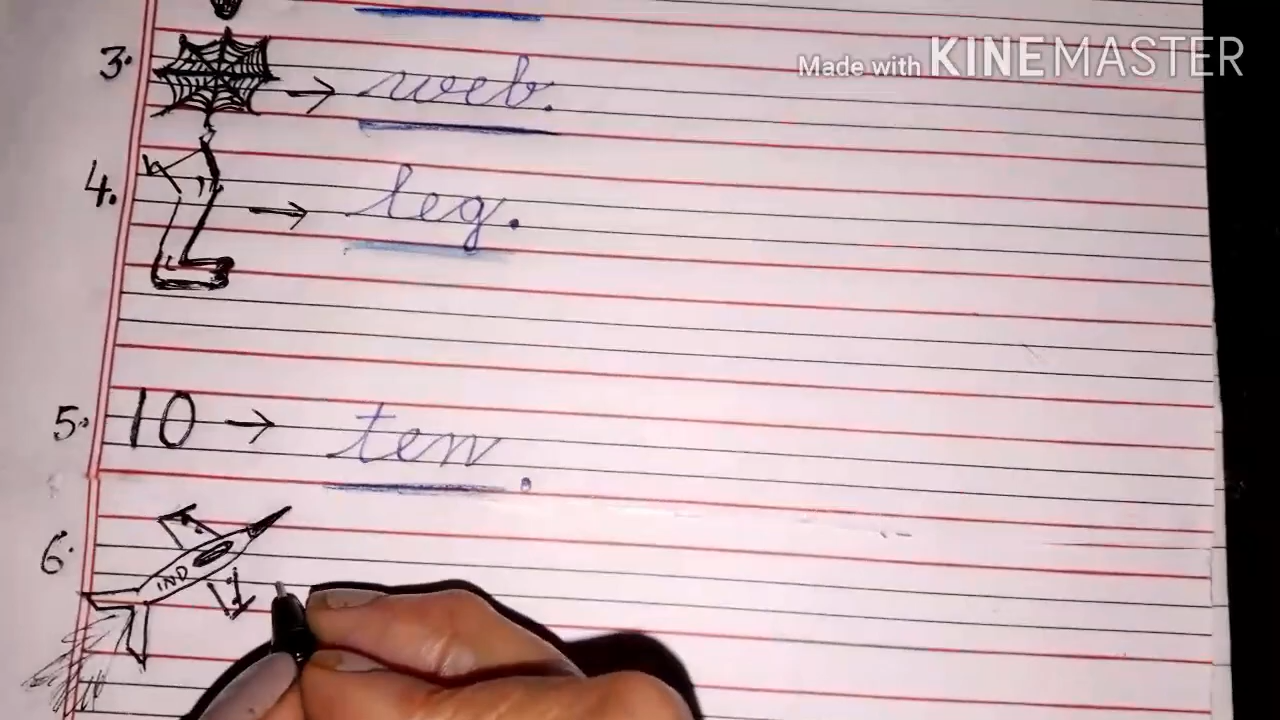 Made with KINEMASTER
3. → web.
4. → leg.
5. 10 → ten.
6.
IND